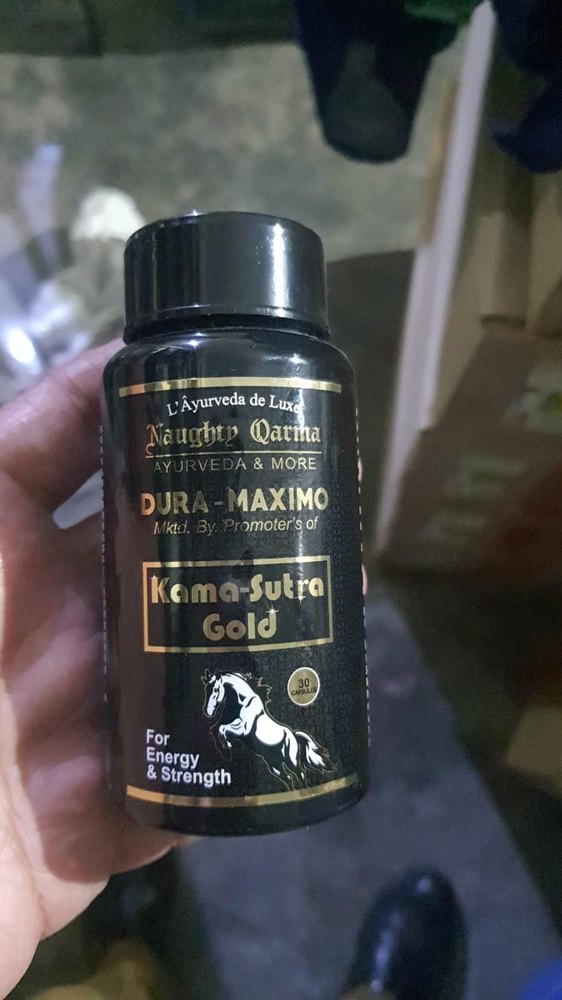 L'Âyurveda de Luxe
Naughty Qarma
AYURVEDA & MORE
DURA-MAXIMO
Mktd. By. Promoter's of
Kama-Sutra
Gold
30
CAPSULES
For
Energy
& Strength